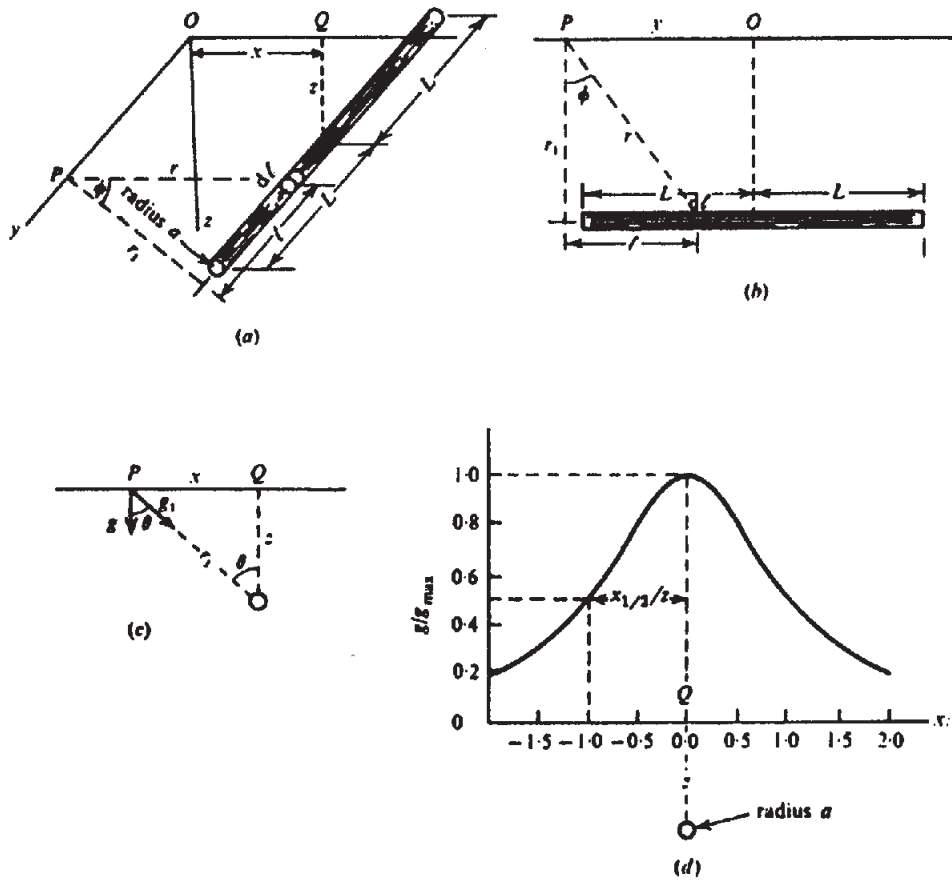 O
x
Q
z
L
P
r
dℓ
ϕ
radius a
z
L
ℓ
y
r₁
(a)
P
y
O
ϕ
r₁
r
L
L
ℓ
(b)
P
x
Q
g
θ
g₁
r₁
θ
z
(c)
1·0
0·8
0·6
0·4
0·2
0
g/gmax
x1/2/z
Q
−1·5 −1·0 −0·5 0·0 0·5 1·0 1·5 2·0
z
radius a
(d)